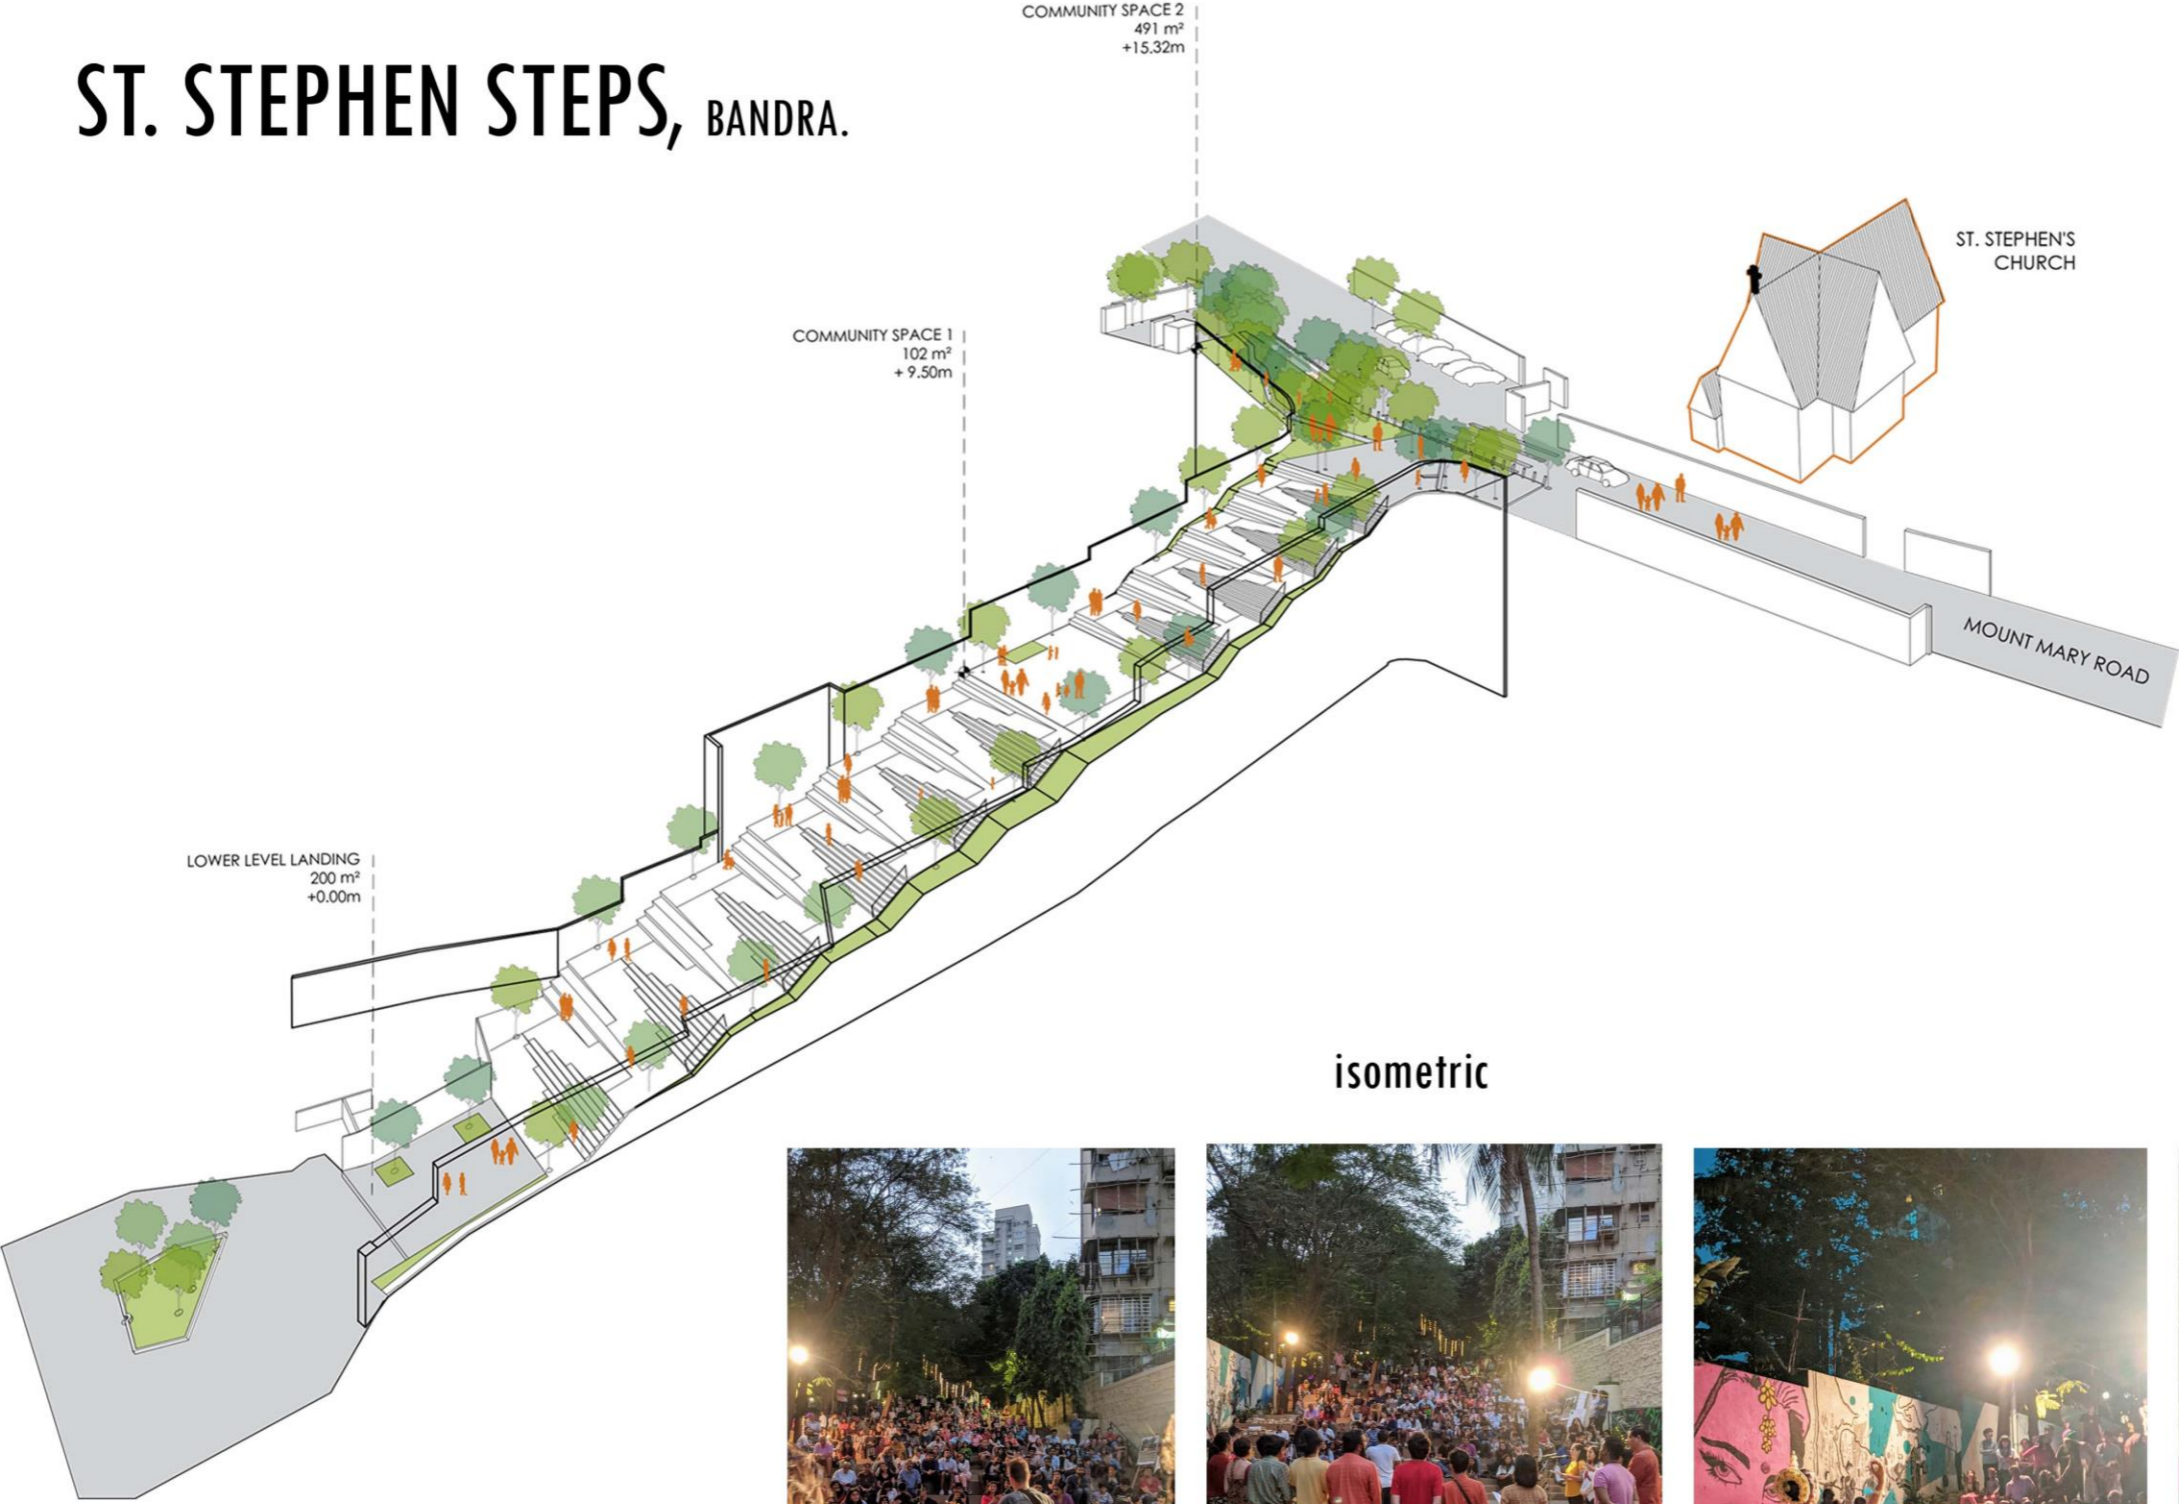 COMMUNITY SPACE 2
491 m²
+15.32m
ST. STEPHEN STEPS, BANDRA.
ST. STEPHEN'S
CHURCH
COMMUNITY SPACE 1
102 m²
+ 9.50m
MOUNT MARY ROAD
LOWER LEVEL LANDING
200 m²
+0.00m
isometric